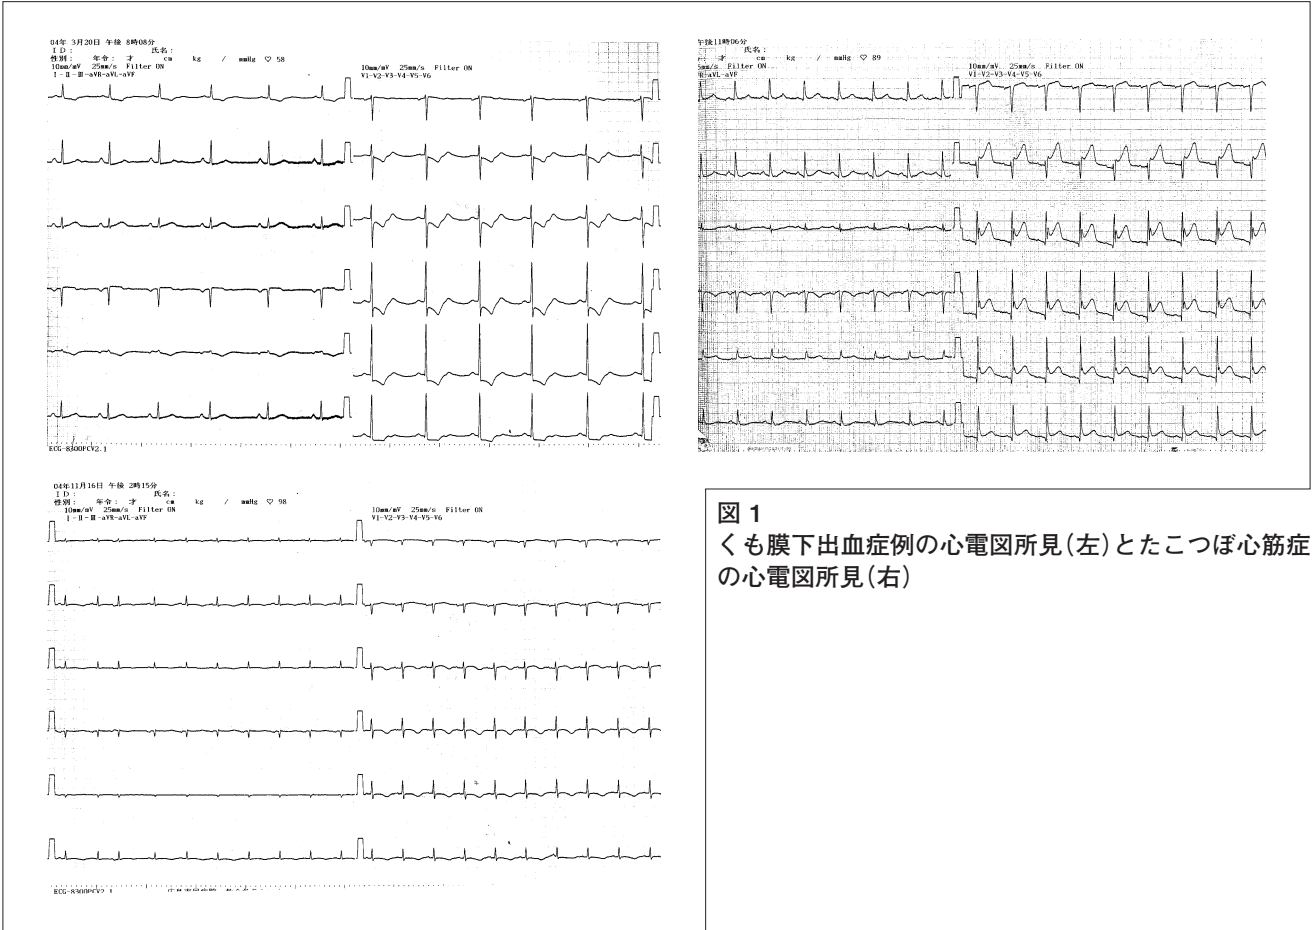 04年 3月20日 午後 8時08分
ID: 氏名:
性別: 年令: 才 cm kg / mmHg ♡ 58
10mm/mV 25mm/s Filter ON
I-II-III-aVR-aVL-aVF
10mm/mV 25mm/s Filter ON
V1-V2-V3-V4-V5-V6
ECG-8300PCV2.1
午後11時06分
氏名:
才 cm kg / mmHg ♡ 89
5mm/s Filter ON
R-aVL-aVF
10mm/mV 25mm/s Filter ON
V1-V2-V3-V4-V5-V6
04年11月16日 午後 2時15分
ID: 氏名:
性別: 年令: 才 cm kg / mmHg ♡ 98
10mm/mV 25mm/s Filter ON
I-II-III-aVR-aVL-aVF
10mm/mV 25mm/s Filter ON
V1-V2-V3-V4-V5-V6
ECG-8300PCV2.1
図 1
くも膜下出血症例の心電図所見(左)とたこつぼ心筋症
の心電図所見(右)